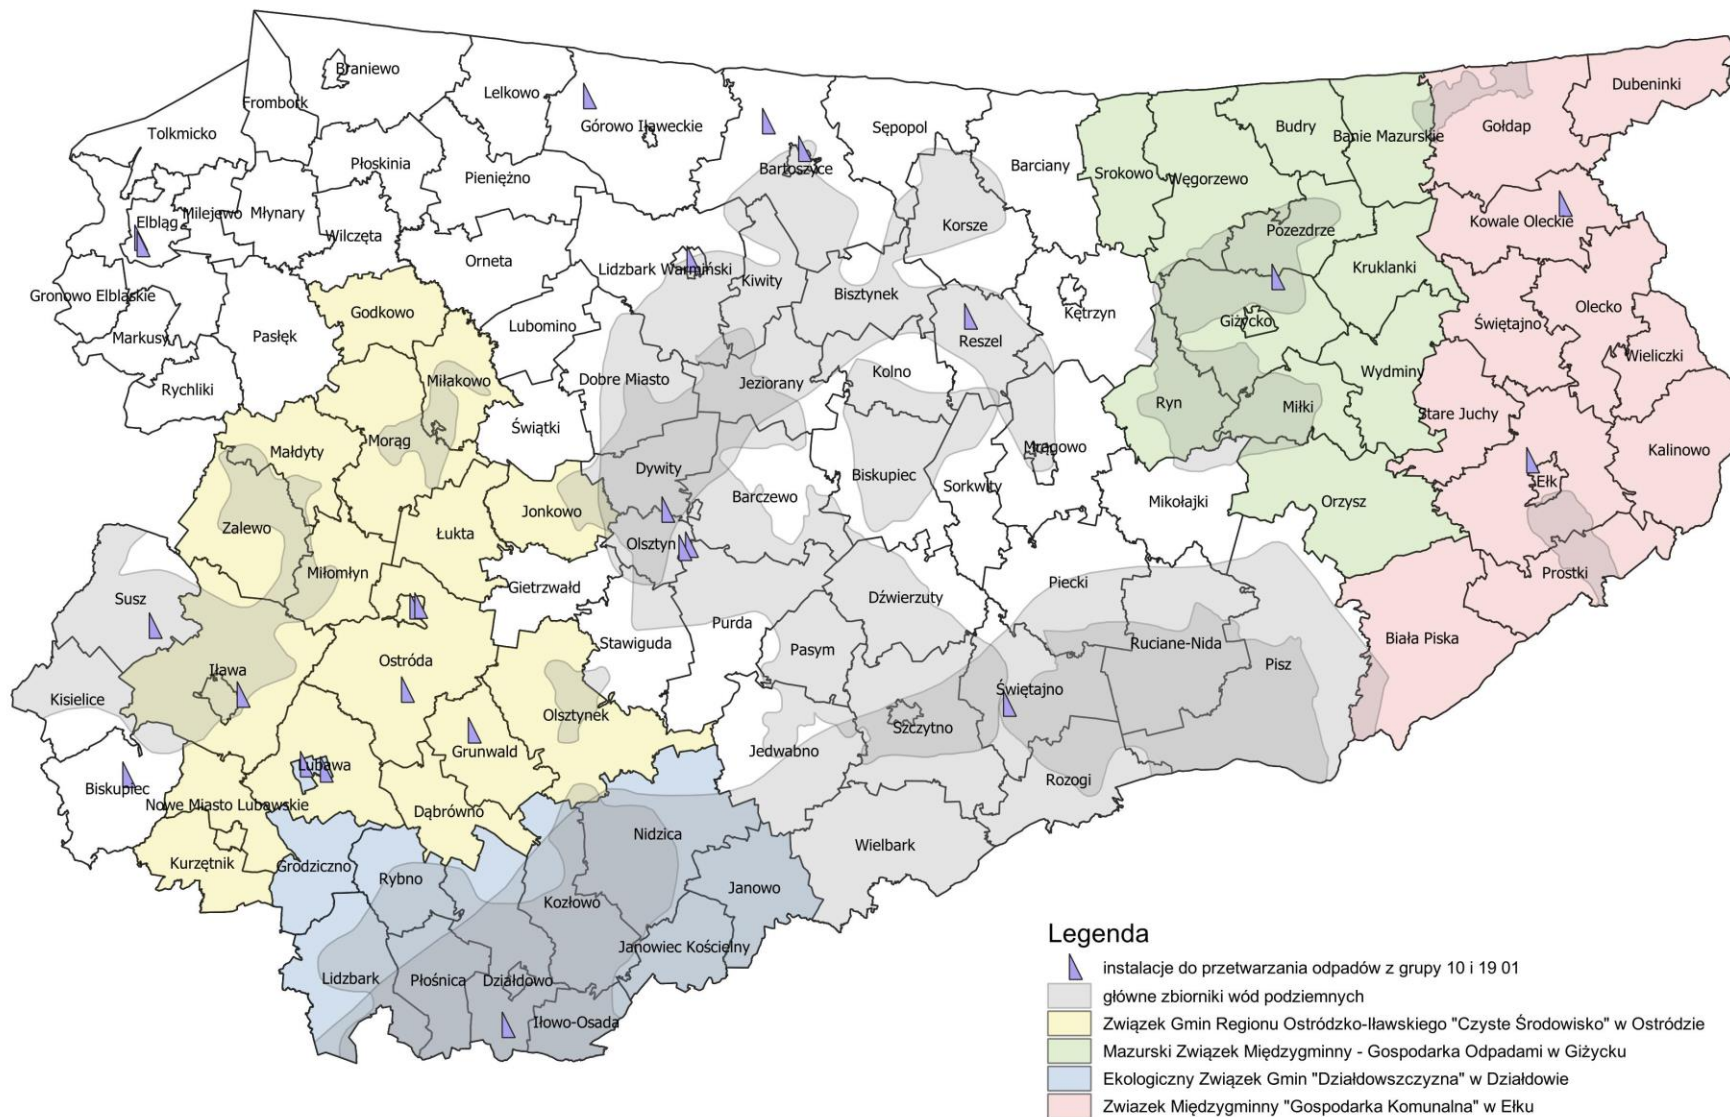 Braniewo
Lelkowo
Frombork
Górowo Iławeckie
Sępopol
Dubeninki
Tolkmicko
Budry
Banie Mazurskie
Gołdap
Płoskinia
Pieniężno
Bartoszyce
Barciany
Srokowo
Węgorzewo
Elbląg
Milejewo
Młynary
Wilczęta
Korsze
Pozezdrze
Kowale Oleckie
Orneta
Lidzbark Warmiński
Kiwity
Bisztynek
Kruklanki
Gronowo Elbląskie
Godkowo
Kętrzyn
Olecko
Markusy
Pasłęk
Lubomino
Giżycko
Świętajno
Reszel
Wieliczki
Rychliki
Miłakowo
Dobre Miasto
Jeziorany
Kolno
Wydminy
Ryn
Miłki
Stare Juchy
Świątki
Małdyty
Morąg
Mrągowo
Kalinowo
Dywity
Biskupiec
Barczewo
Sorkwity
Mikołajki
Ełk
Orzysz
Zalewo
Łukta
Jonkowo
Olsztyn
Miłomłyn
Gietrzwałd
Prostki
Susz
Dźwierzuty
Piecki
Purda
Biała Piska
Stawiguda
Pasym
Ruciane-Nida
Ostróda
Iława
Pisz
Świętajno
Kisielice
Olsztynek
Szczytno
Grunwald
Jedwabno
Lubawa
Rozogi
Biskupiec
Nowe Miasto Lubawskie
Dąbrówno
Nidzica
Wielbark
Kurzętnik
Grodziczno
Rybno
Janowo
Kozłowo
Janowiec Kościelny
Lidzbark
Płośnica
Działdowo
Iłowo-Osada
Legenda
instalacje do przetwarzania odpadów z grupy 10 i 19 01
główne zbiorniki wód podziemnych
Związek Gmin Regionu Ostródzko-Iławskiego "Czyste Środowisko" w Ostródzie
Mazurski Związek Międzygminny - Gospodarka Odpadami w Giżycku
Ekologiczny Związek Gmin "Działdowszczyzna" w Działdowie
Zwiazek Międzygminny "Gospodarka Komunalna" w Ełku